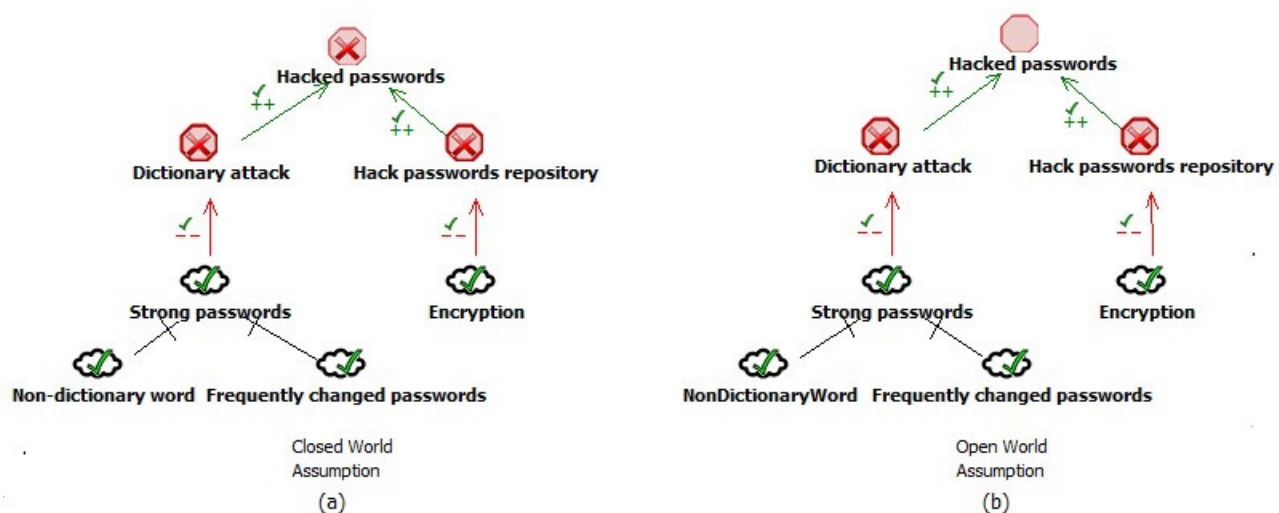 Hacked passwords
++
++
Dictionary attack
Hack passwords repository
--
--
Strong passwords
Encryption
Non-dictionary word
Frequently changed passwords
Closed World
Assumption
(a)
Hacked passwords
++
++
Dictionary attack
Hack passwords repository
--
--
Strong passwords
Encryption
NonDictionaryWord
Frequently changed passwords
Open World
Assumption
(b)